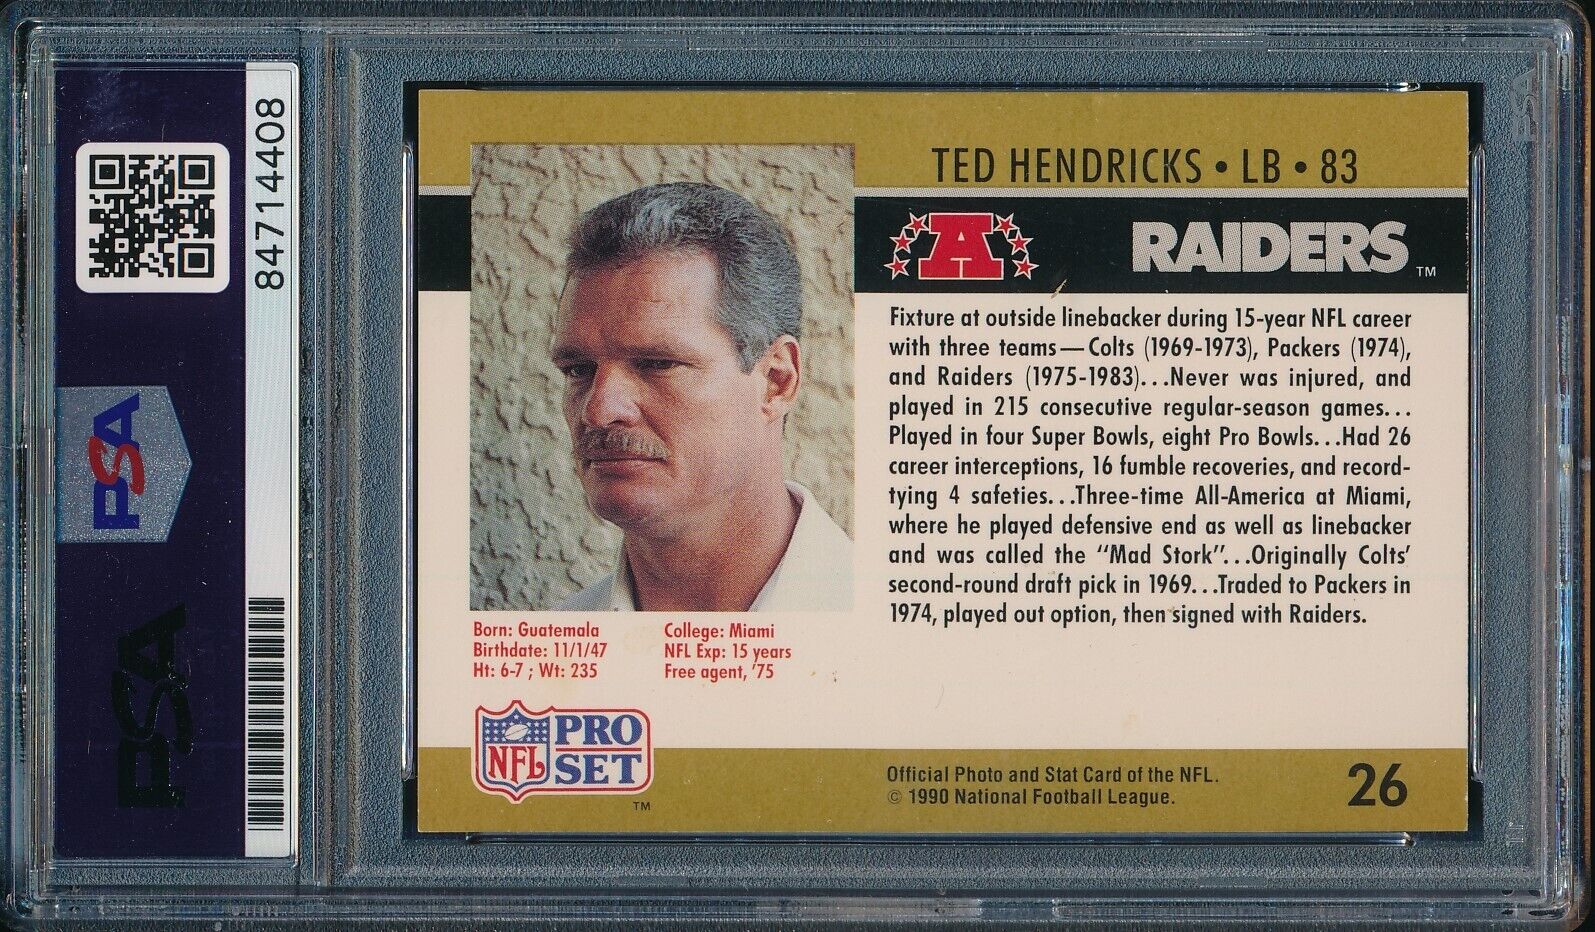 84714408
PSA
PSA
TED HENDRICKS • LB • 83
A
RAIDERS™
Fixture at outside linebacker during 15-year NFL career
with three teams—Colts (1969-1973), Packers (1974),
and Raiders (1975-1983)...Never was injured, and
played in 215 consecutive regular-season games...
Played in four Super Bowls, eight Pro Bowls...Had 26
career interceptions, 16 fumble recoveries, and record-
tying 4 safeties...Three-time All-America at Miami,
where he played defensive end as well as linebacker
and was called the "Mad Stork"...Originally Colts'
second-round draft pick in 1969...Traded to Packers in
1974, played out option, then signed with Raiders.
Born: Guatemala
Birthdate: 11/1/47
Ht: 6-7 ; Wt: 235
College: Miami
NFL Exp: 15 years
Free agent, '75
NFL
PRO
SET
TM
Official Photo and Stat Card of the NFL.
© 1990 National Football League.
26
PSA